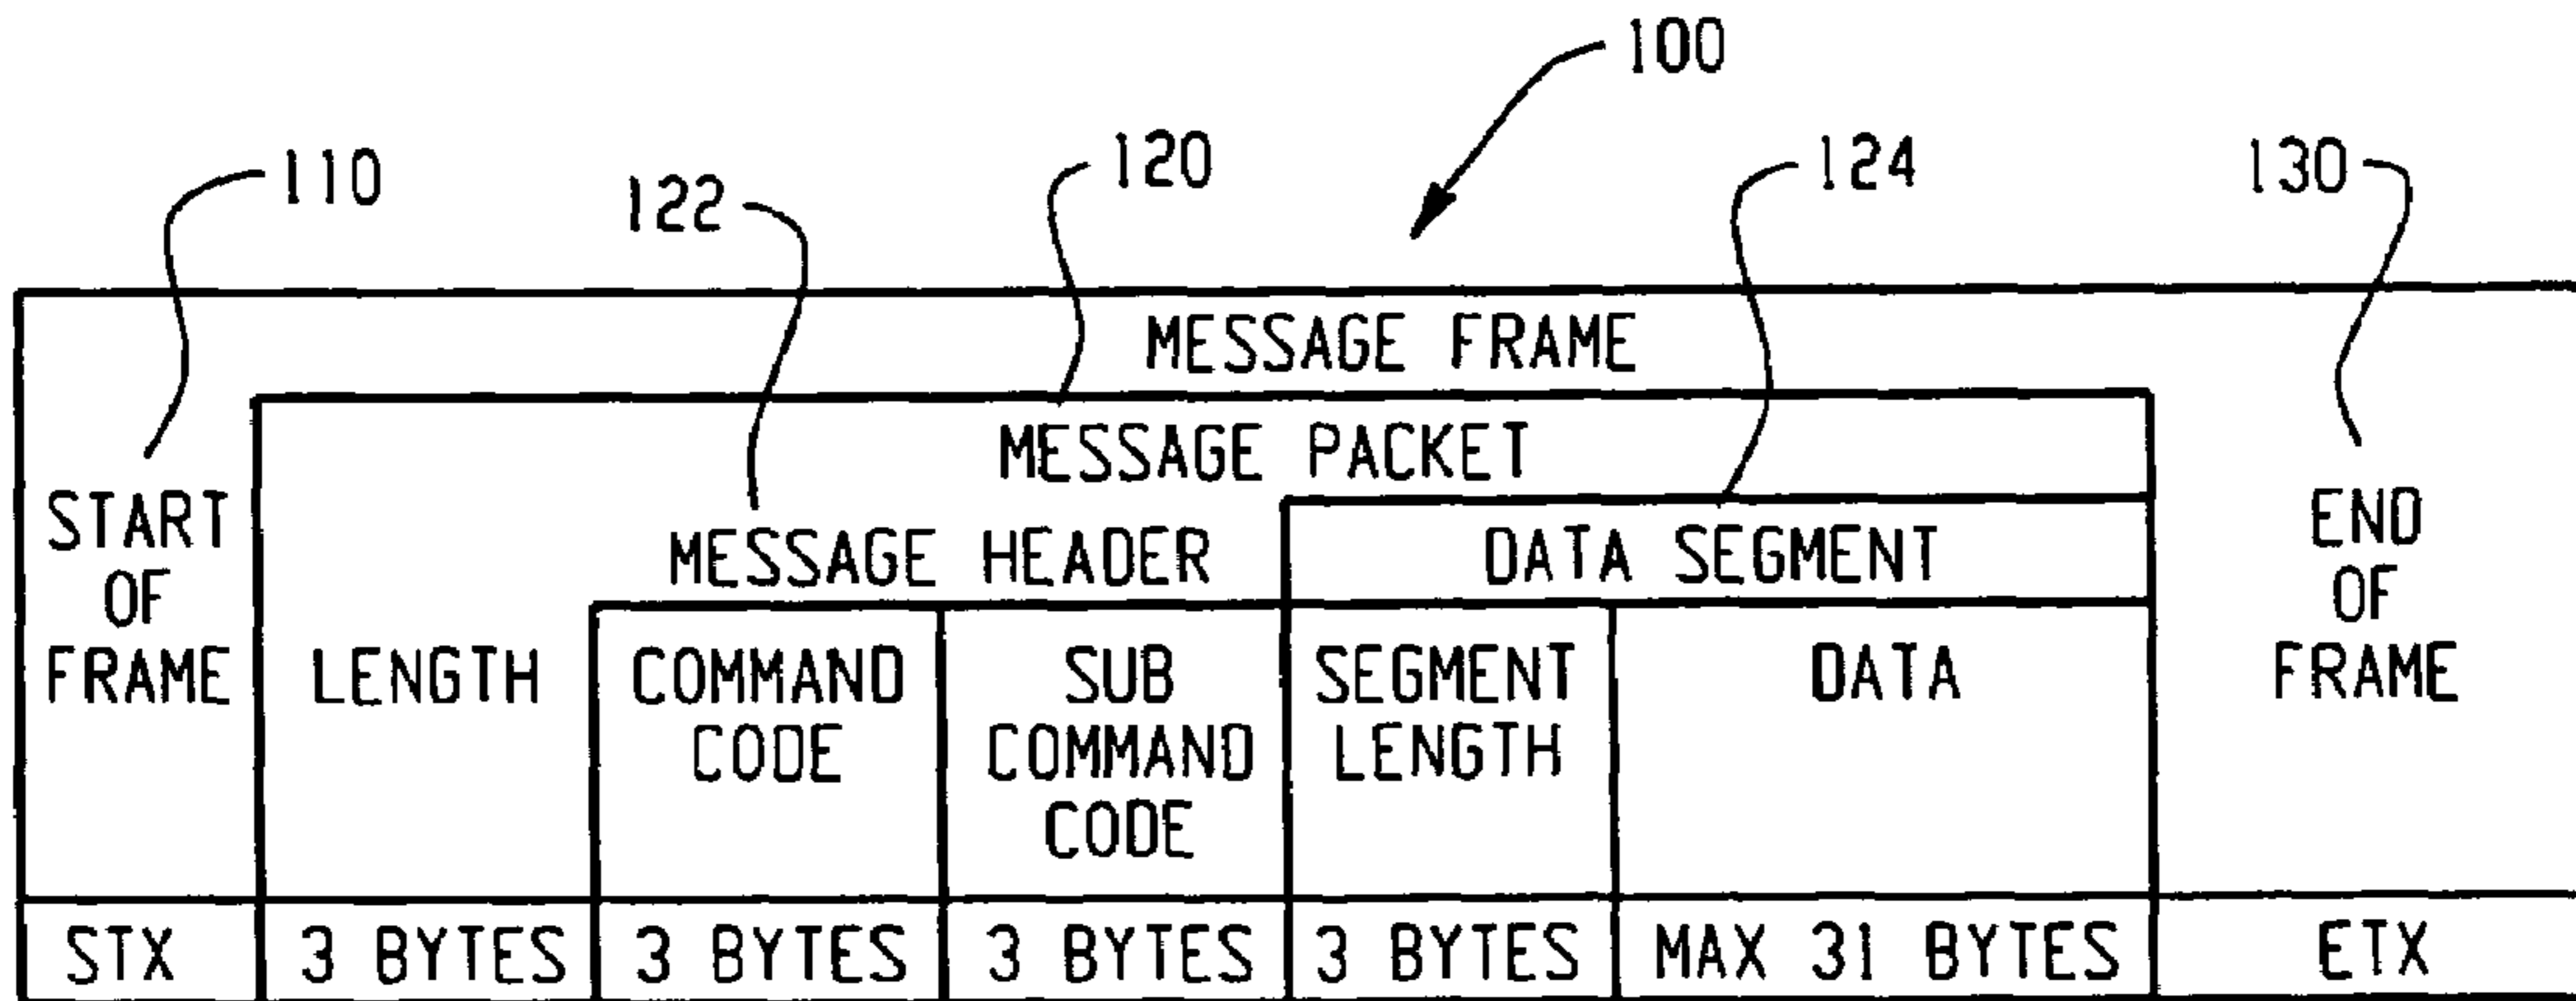 100
110
122
120
124
130
MESSAGE FRAME
MESSAGE PACKET
START
OF
FRAME
MESSAGE HEADER
DATA SEGMENT
END
OF
FRAME
LENGTH
COMMAND
CODE
SUB
COMMAND
CODE
SEGMENT
LENGTH
DATA
STX
3 BYTES
3 BYTES
3 BYTES
3 BYTES
MAX 31 BYTES
ETX